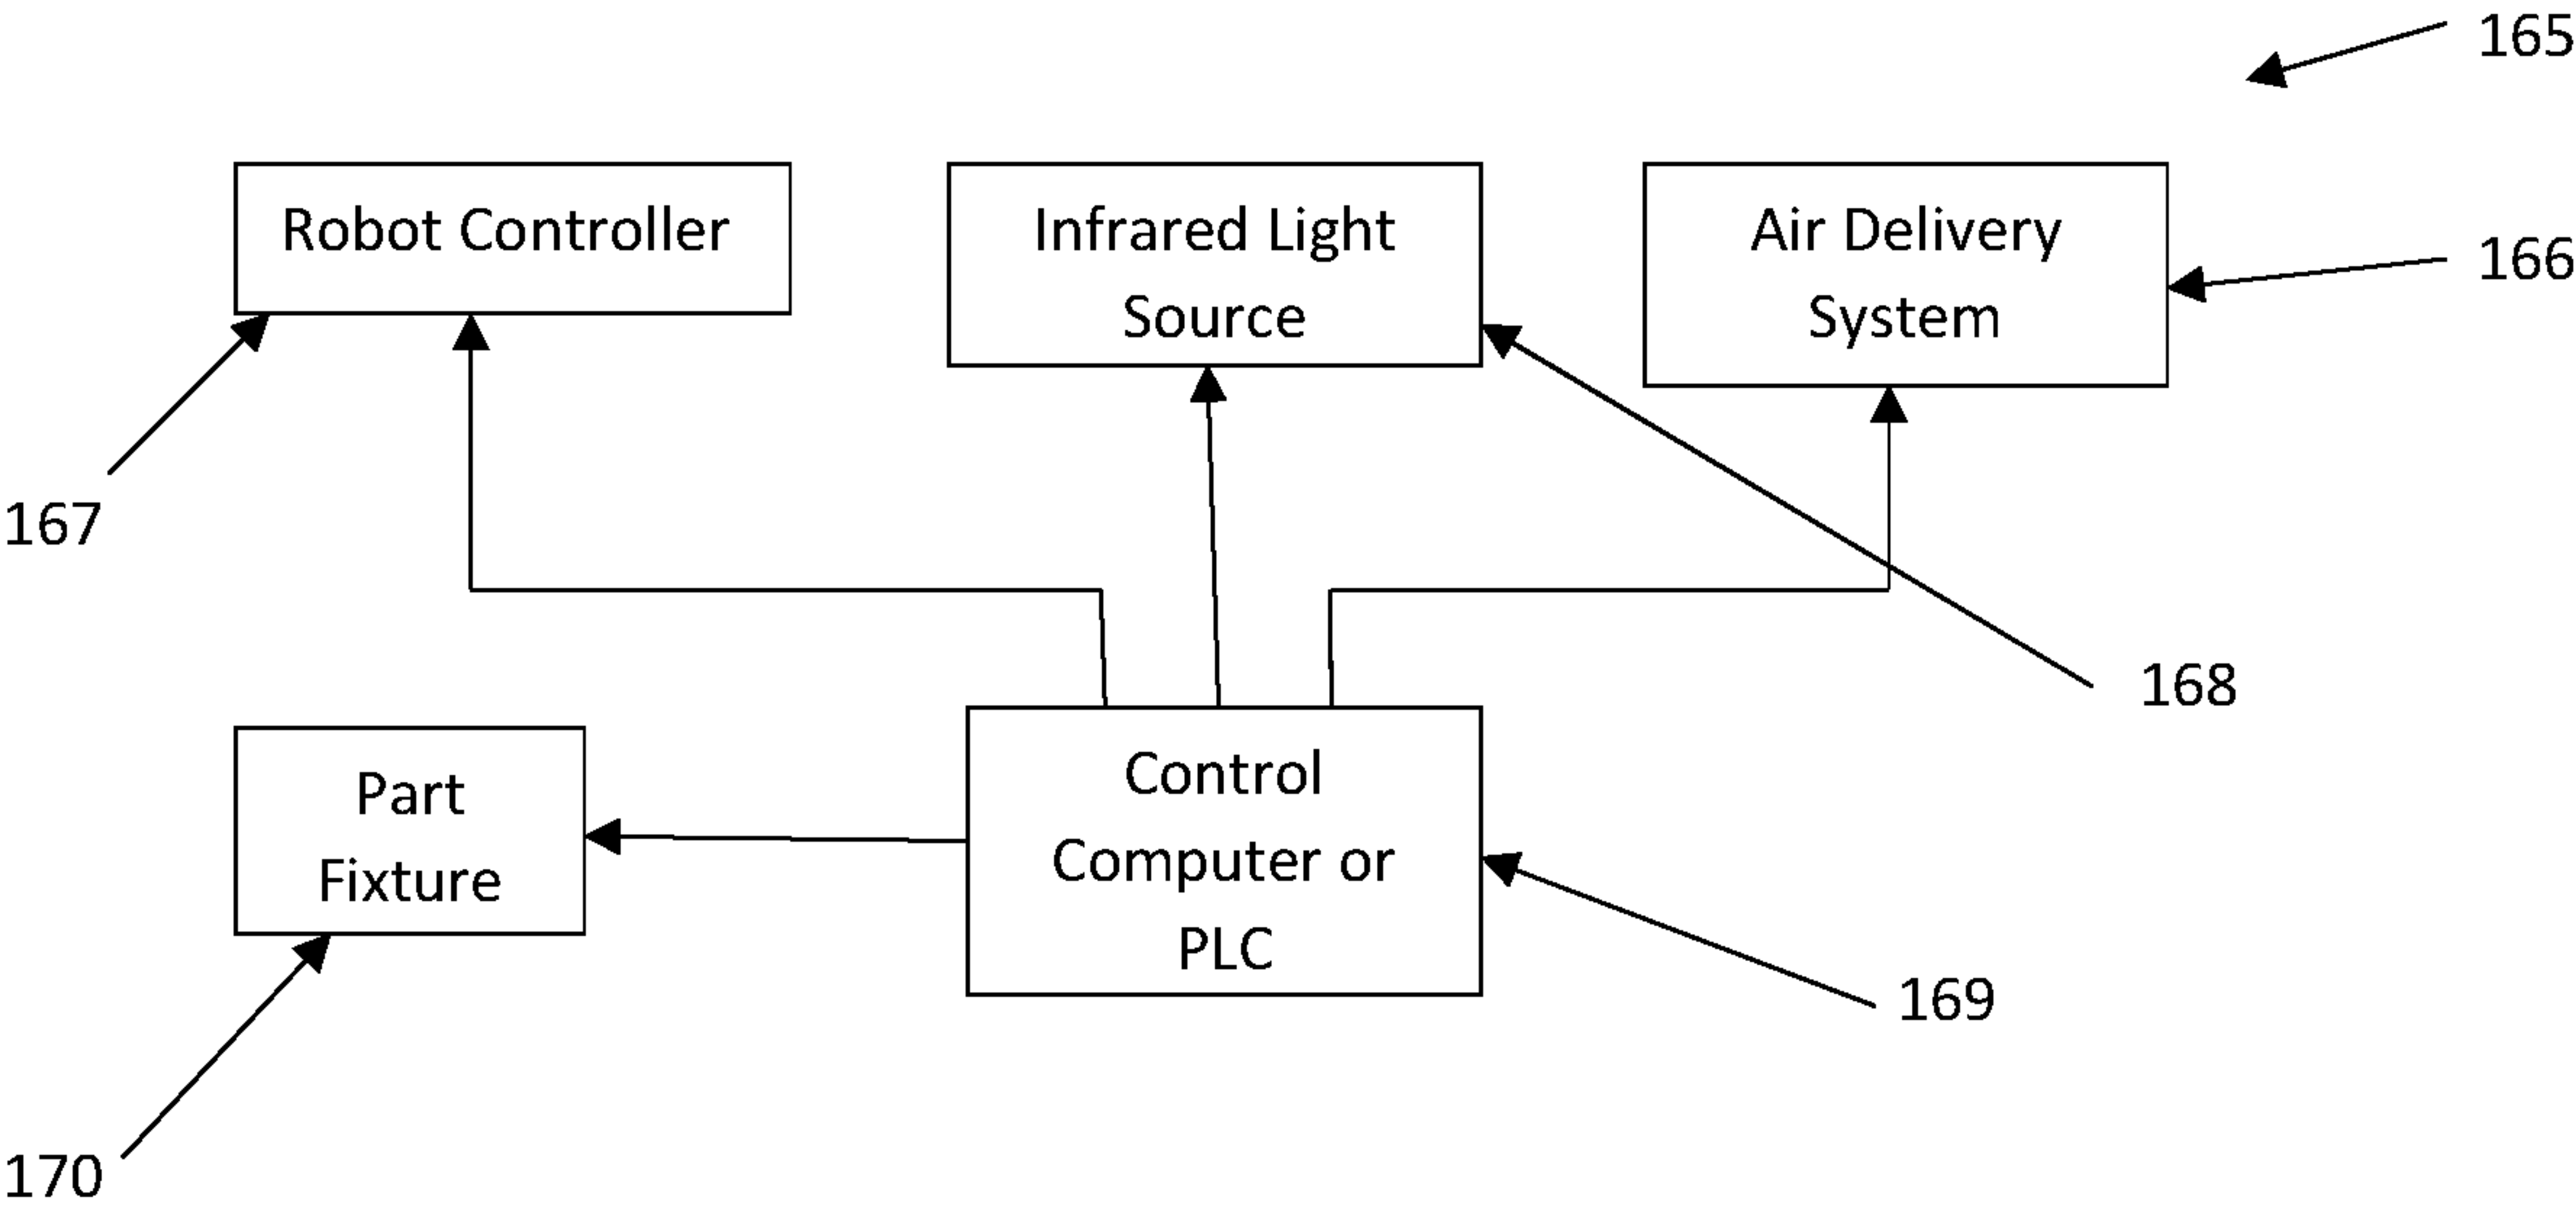 165
Robot Controller
Infrared Light
Source
Air Delivery
System
166
167
168
Part
Fixture
Control
Computer or
PLC
169
170